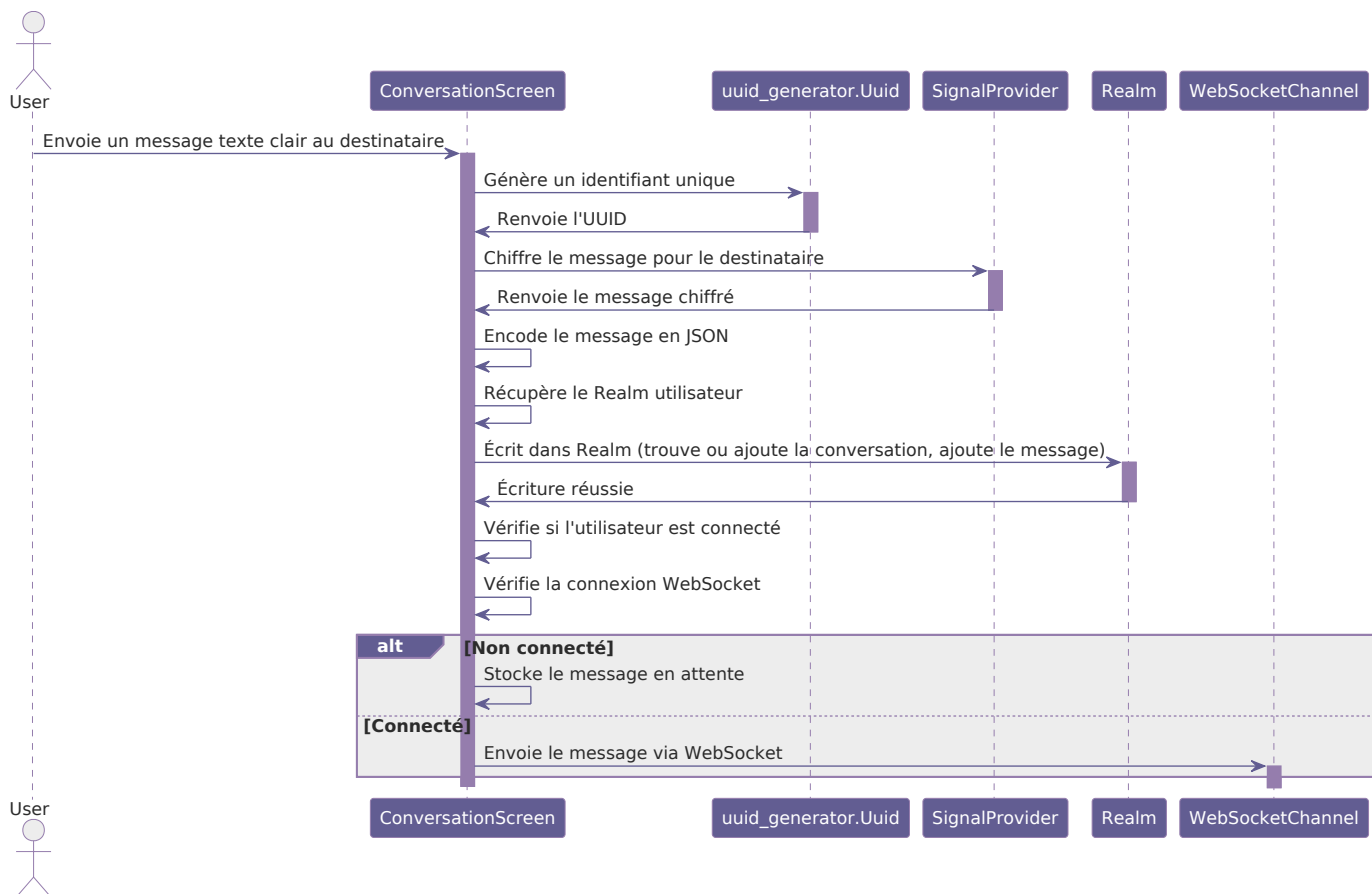 User
ConversationScreen
uuid_generator.Uuid
SignalProvider
Realm
WebSocketChannel
Envoie un message texte clair au destinataire
Génère un identifiant unique
Renvoie l'UUID
Chiffre le message pour le destinataire
Renvoie le message chiffré
Encode le message en JSON
Récupère le Realm utilisateur
Écrit dans Realm (trouve ou ajoute la conversation, ajoute le message)
Écriture réussie
Vérifie si l'utilisateur est connecté
Vérifie la connexion WebSocket
alt
[Non connecté]
Stocke le message en attente
[Connecté]
Envoie le message via WebSocket
User
ConversationScreen
uuid_generator.Uuid
SignalProvider
Realm
WebSocketChannel